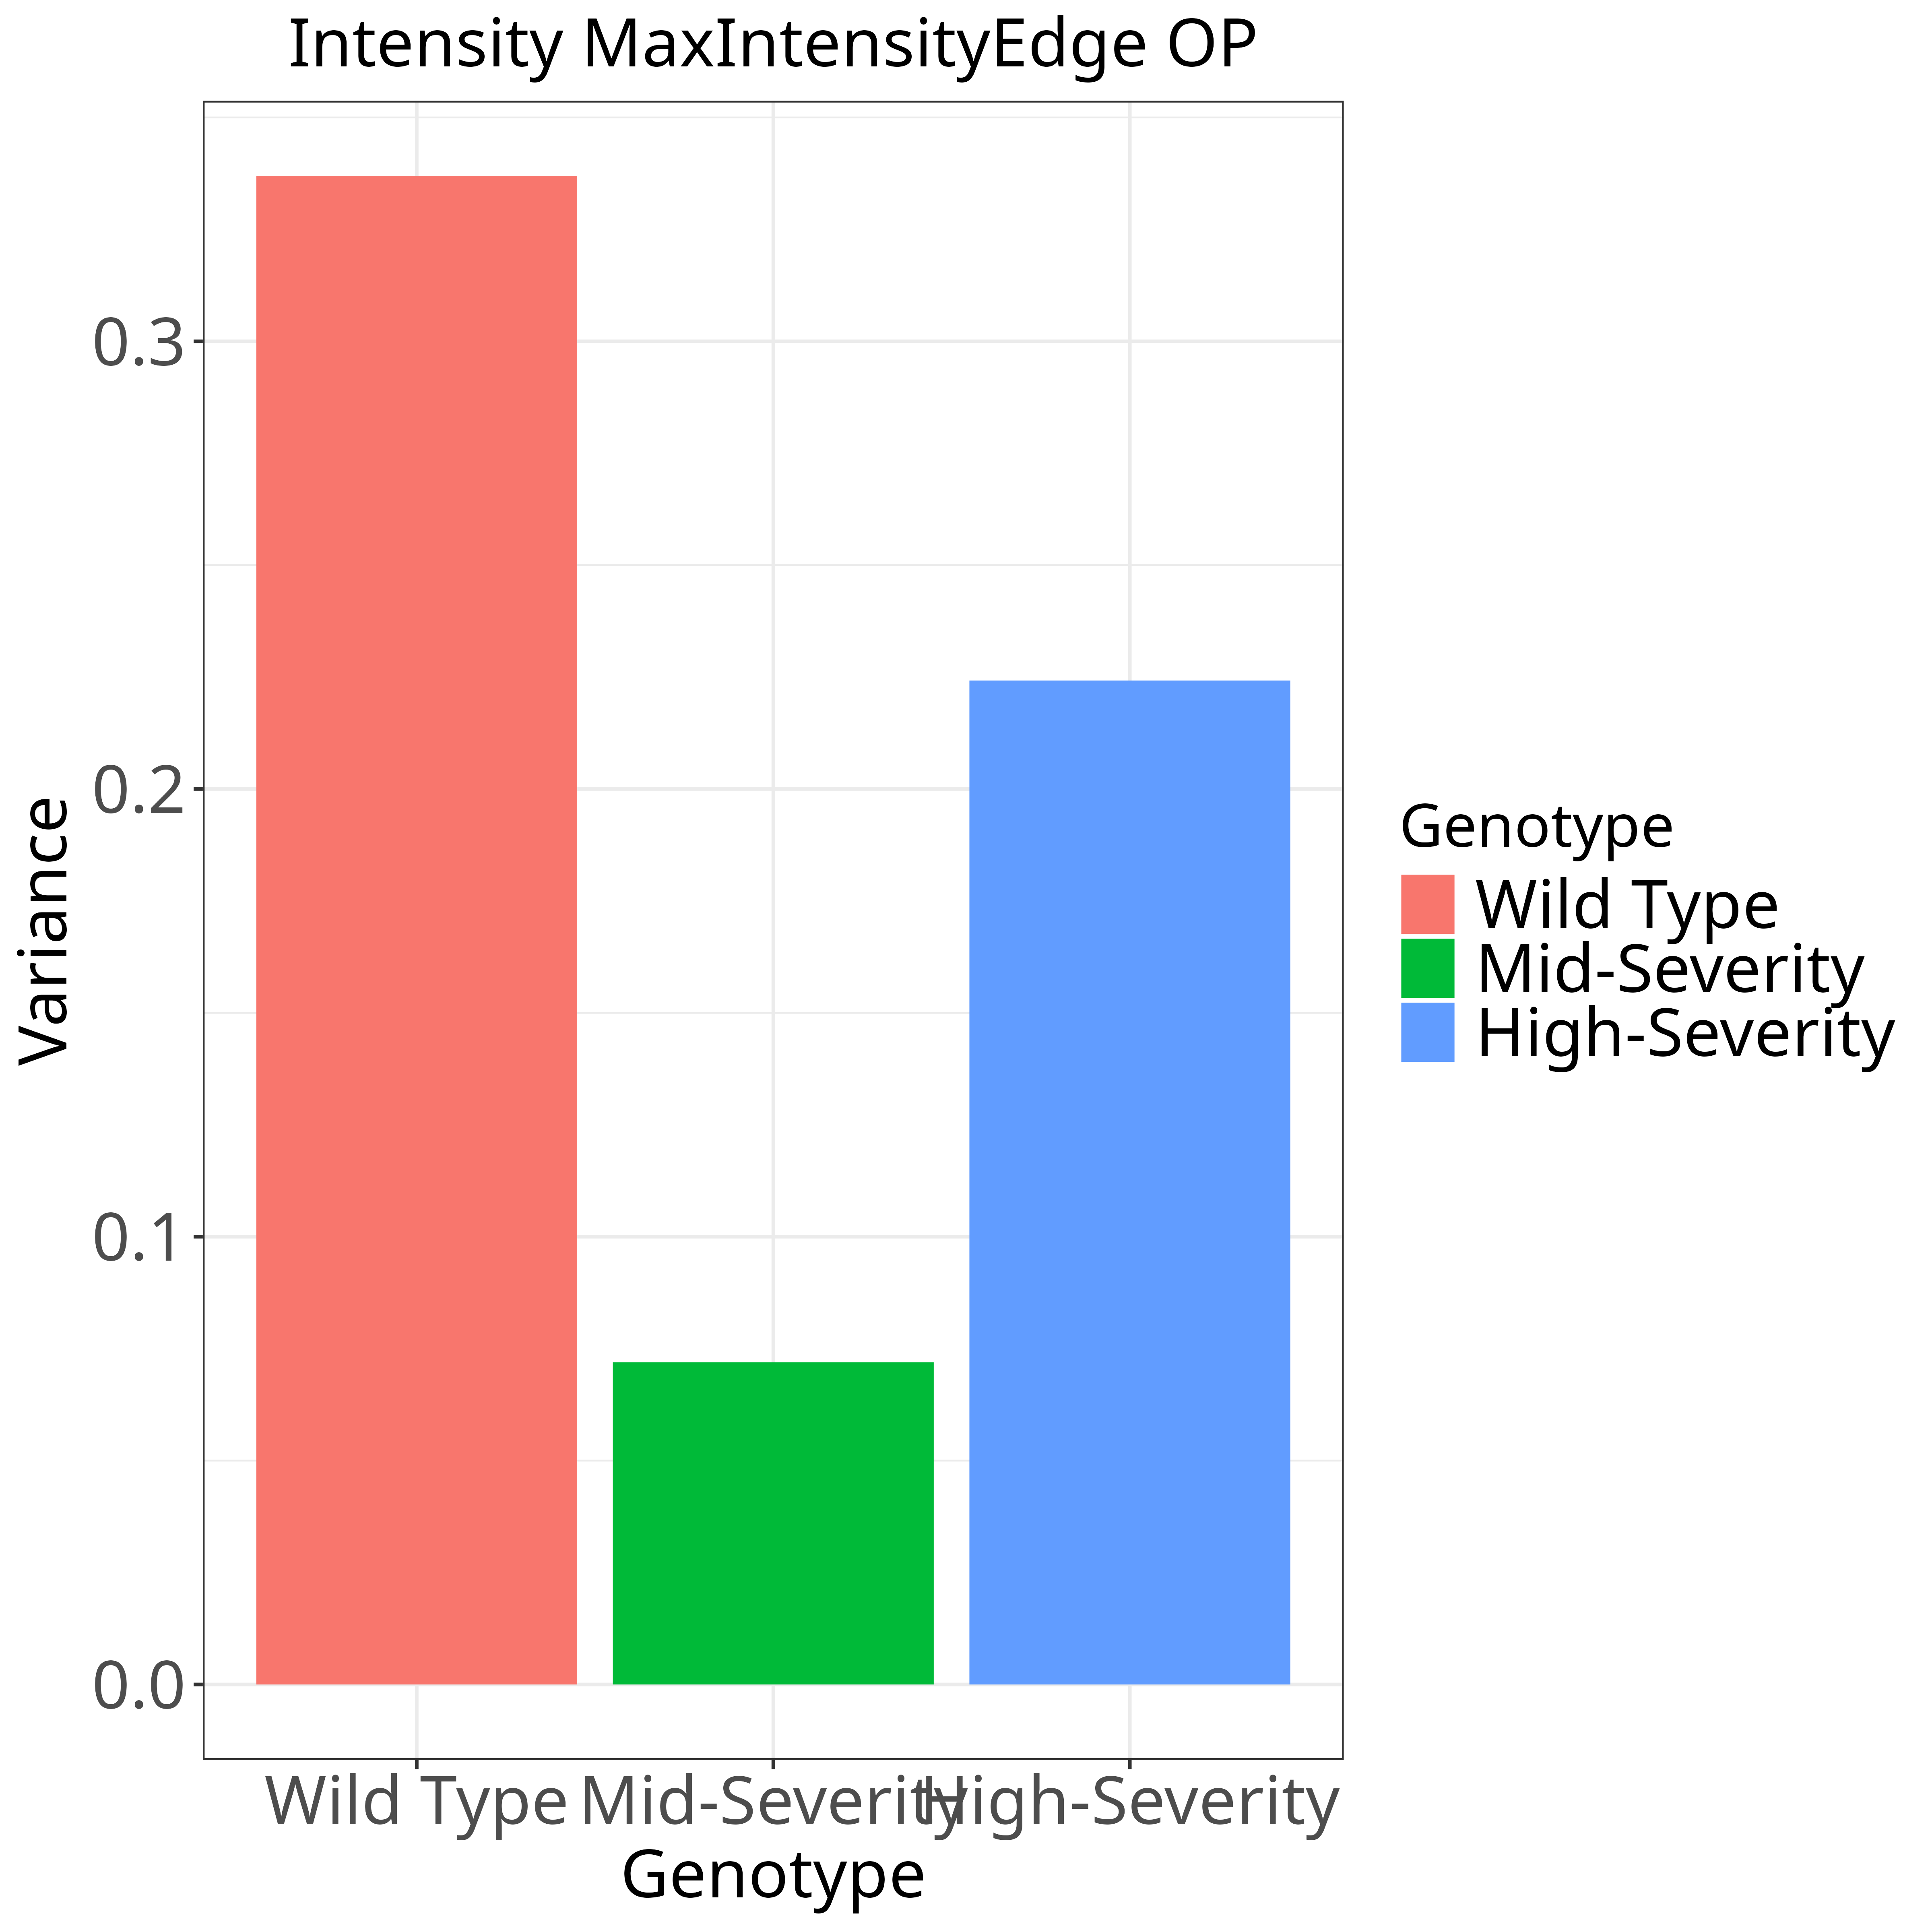 Intensity MaxIntensityEdge OP
Variance
0.3
0.2
0.1
0.0
Wild Type Mid-Severity High-Severity
Genotype
Genotype
Wild Type
Mid-Severity
High-Severity